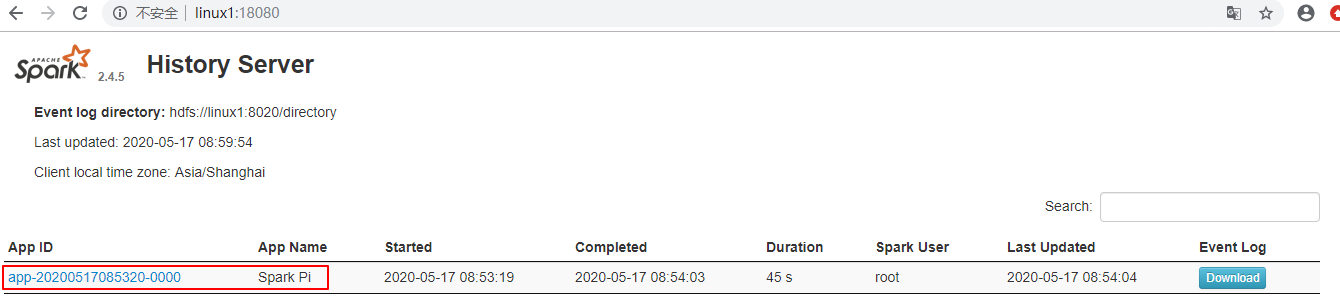 不安全 linux1:18080
APACHE
Spark 2.4.5 History Server
Event log directory: hdfs://linux1:8020/directory
Last updated: 2020-05-17 08:59:54
Client local time zone: Asia/Shanghai
Search:
App ID App Name Started Completed Duration Spark User Last Updated Event Log
app-20200517085320-0000 Spark Pi 2020-05-17 08:53:19 2020-05-17 08:54:03 45 s root 2020-05-17 08:54:04 Download